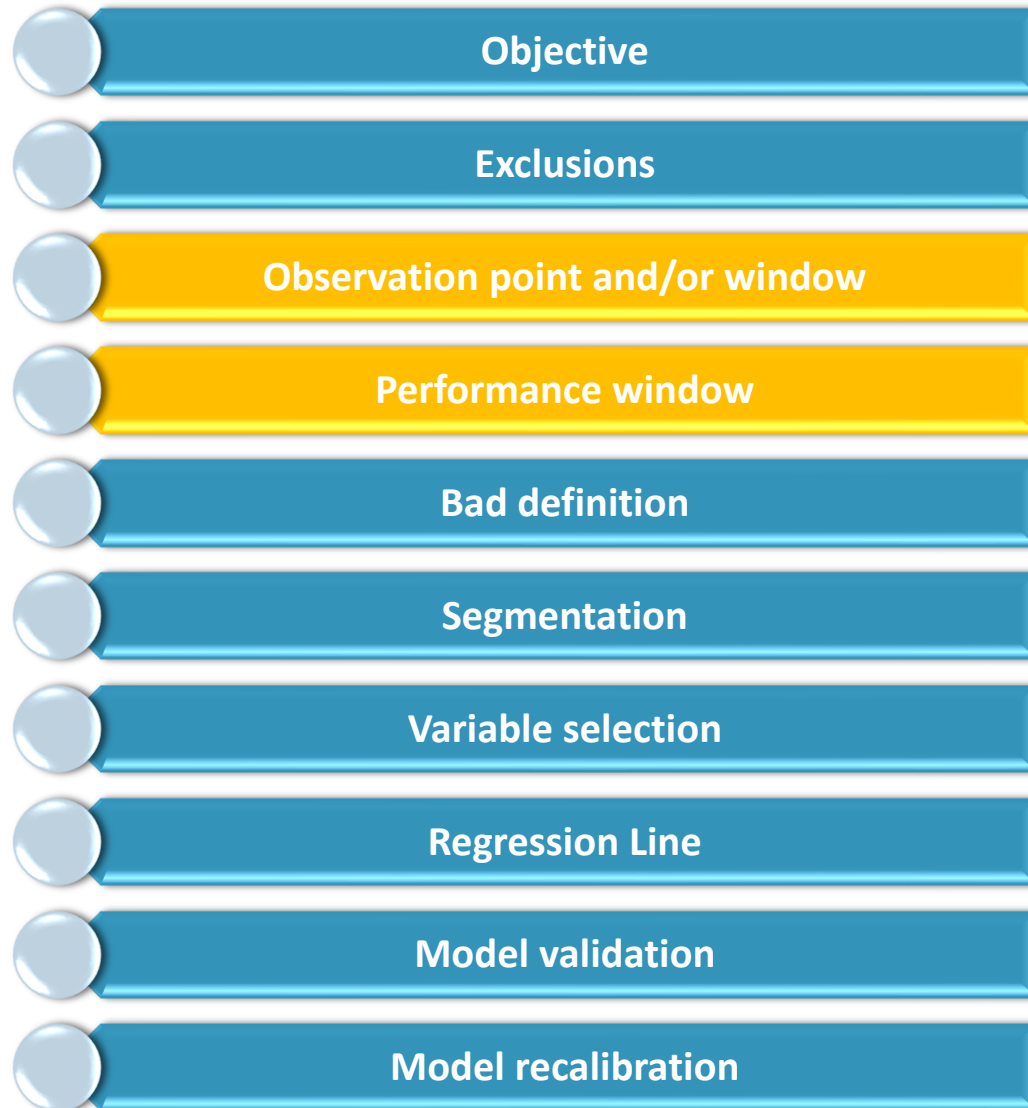 Objective
Exclusions
Observation point and/or window
Performance window
Bad definition
Segmentation
Variable selection
Regression Line
Model validation
Model recalibration